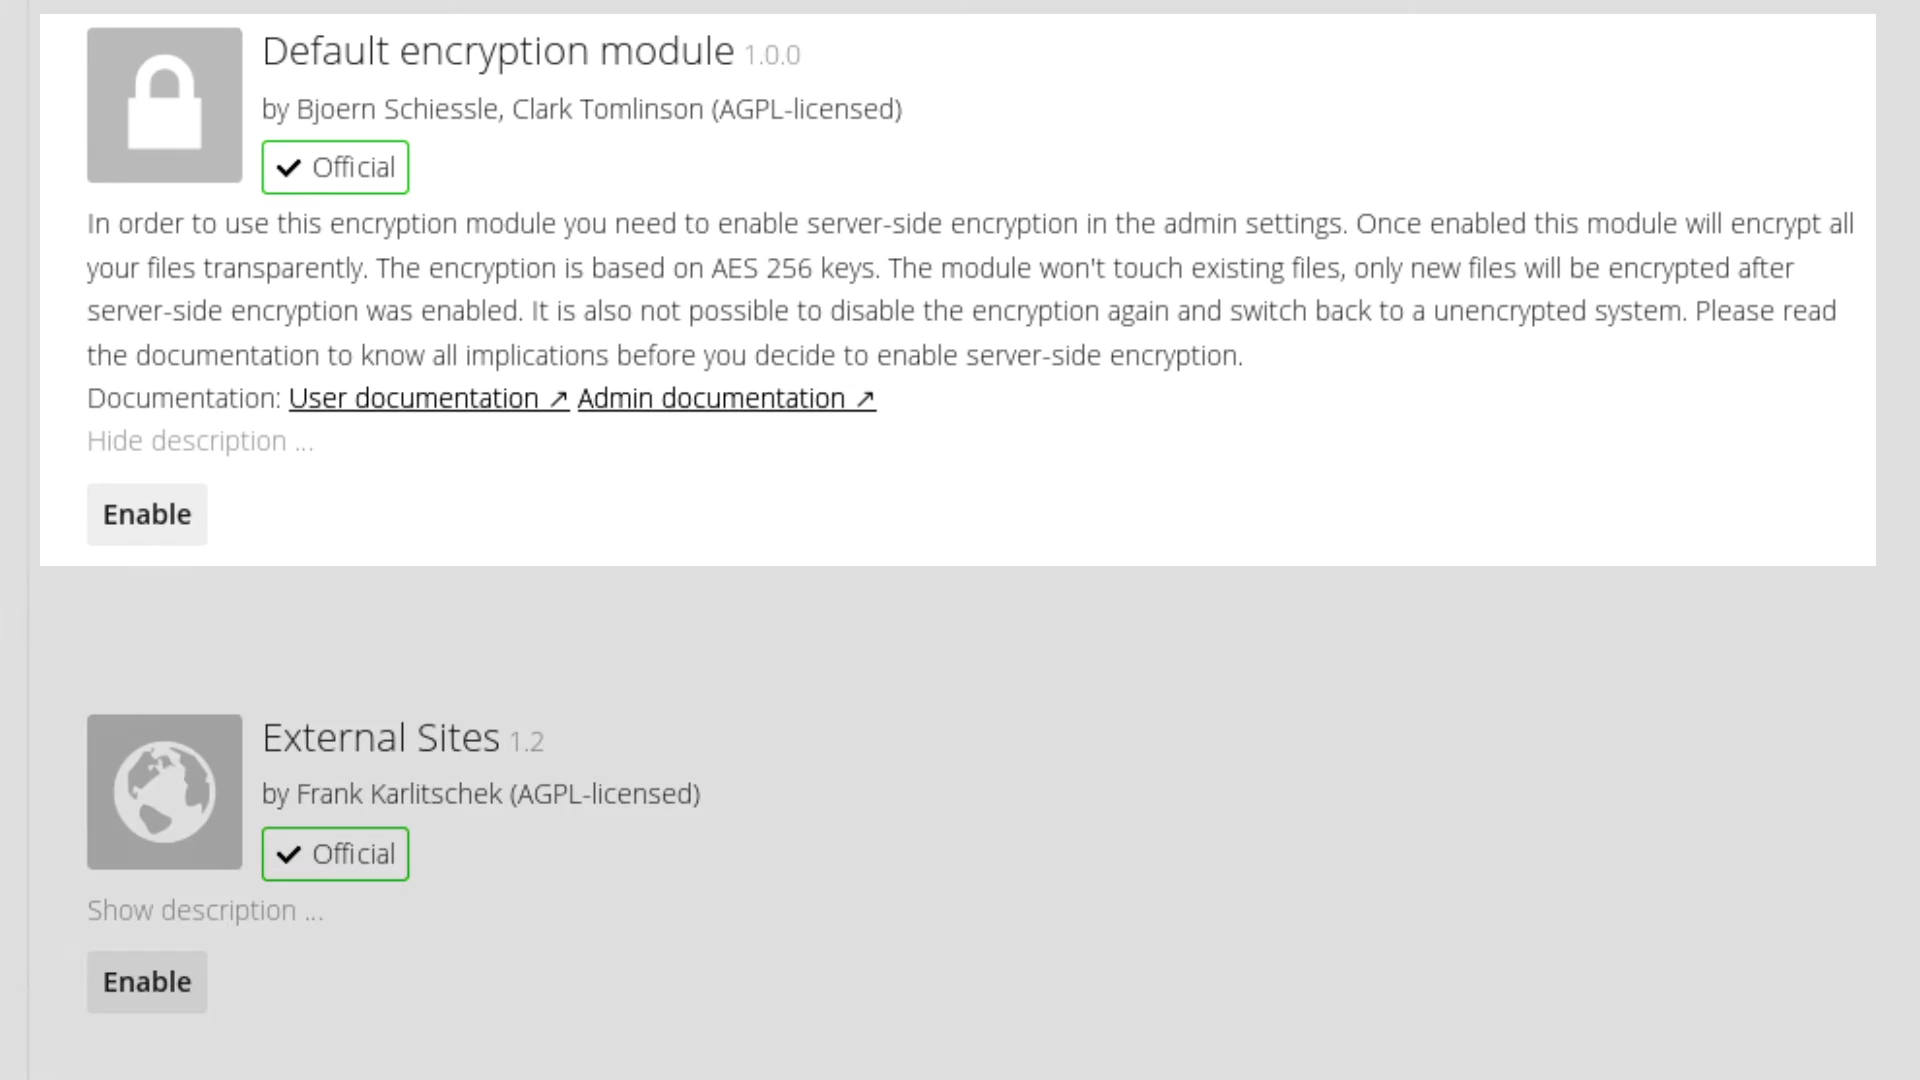 Default encryption module 1.0.0
by Bjoern Schiessle, Clark Tomlinson (AGPL-licensed)
✔ Official
In order to use this encryption module you need to enable server-side encryption in the admin settings. Once enabled this module will encrypt all
your files transparently. The encryption is based on AES 256 keys. The module won't touch existing files, only new files will be encrypted after
server-side encryption was enabled. It is also not possible to disable the encryption again and switch back to a unencrypted system. Please read
the documentation to know all implications before you decide to enable server-side encryption.
Documentation: User documentation ↗ Admin documentation ↗
Hide description ...
Enable
External Sites 1.2
by Frank Karlitschek (AGPL-licensed)
✔ Official
Show description ...
Enable